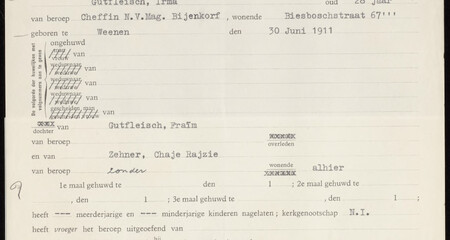 Gutfleisch, Irma oud 28 jaar
van beroep Cheffin N.V.Mag. Bijenkorf, wonende Biesboschstraat 67'''
geboren te Weenen den 30 Juni 1911
ongehuwd
van
van
van
van
van
dochter van Gutfleisch, Fraïm
van beroep overleden
en van Zehner, Chaje Rajzie
van beroep zonder wonende alhier
1e maal gehuwd te , den 1 ; 2e maal gehuwd te
, den 1 ; 3e maal gehuwd te , den 1
heeft --- meerderjarige en --- minderjarige kinderen nagelaten; kerkgenootschap N.I.
heeft vroeger het beroep uitgeoefend van